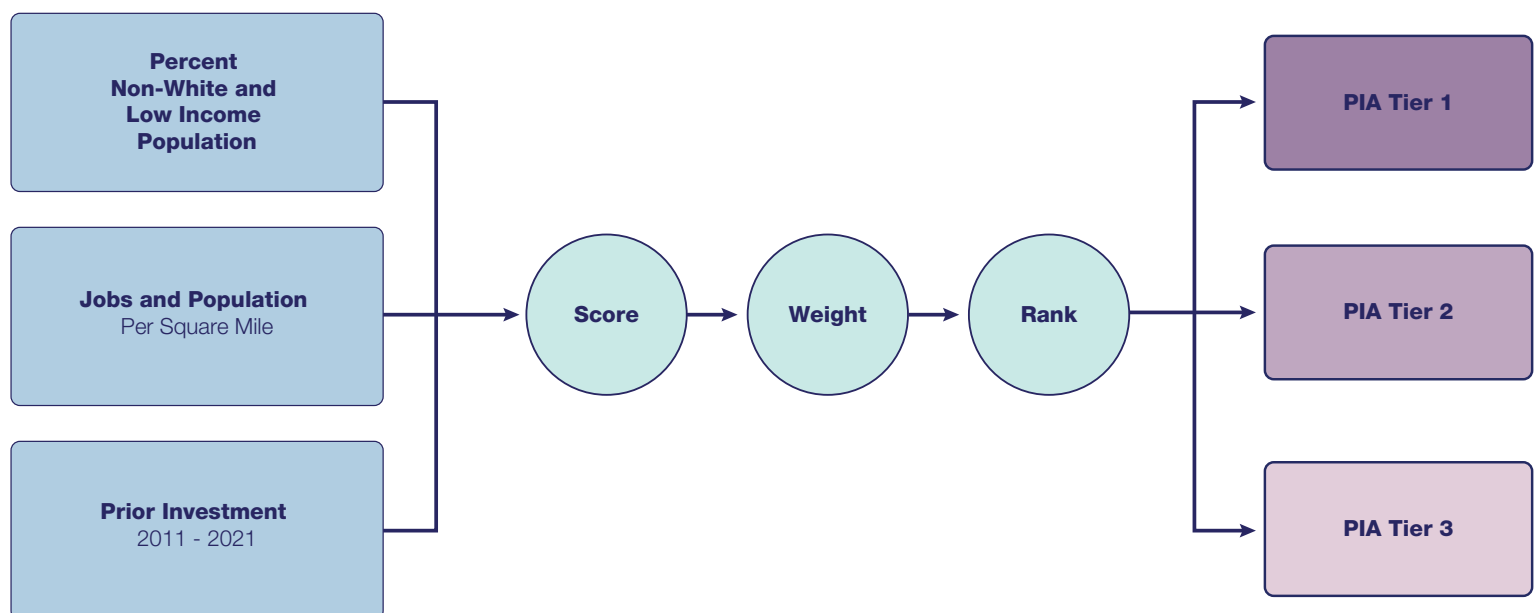 Percent
Non-White and
Low Income
Population
Jobs and Population
Per Square Mile
Prior Investment
2011 - 2021
Score
Weight
Rank
PIA Tier 1
PIA Tier 2
PIA Tier 3